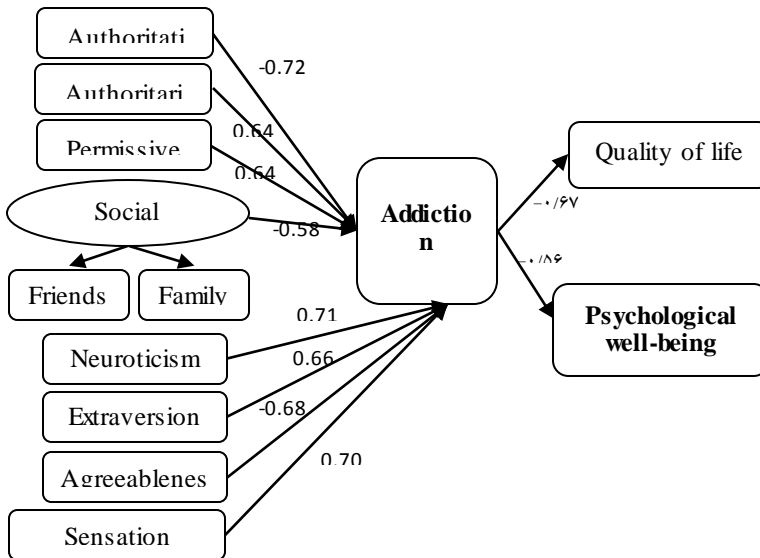 Authoritati
-0.72
Authoritari
0.64
Permissive
0.64
Social
-0.58
Friends
Family
Neuroticism
0.71
Extraversion
0.66
Agreeablenes
-0.68
Sensation
0.70
Addictio
n
–۰/۶۷
–۰/۵۶
Quality of life
Psychological
well-being